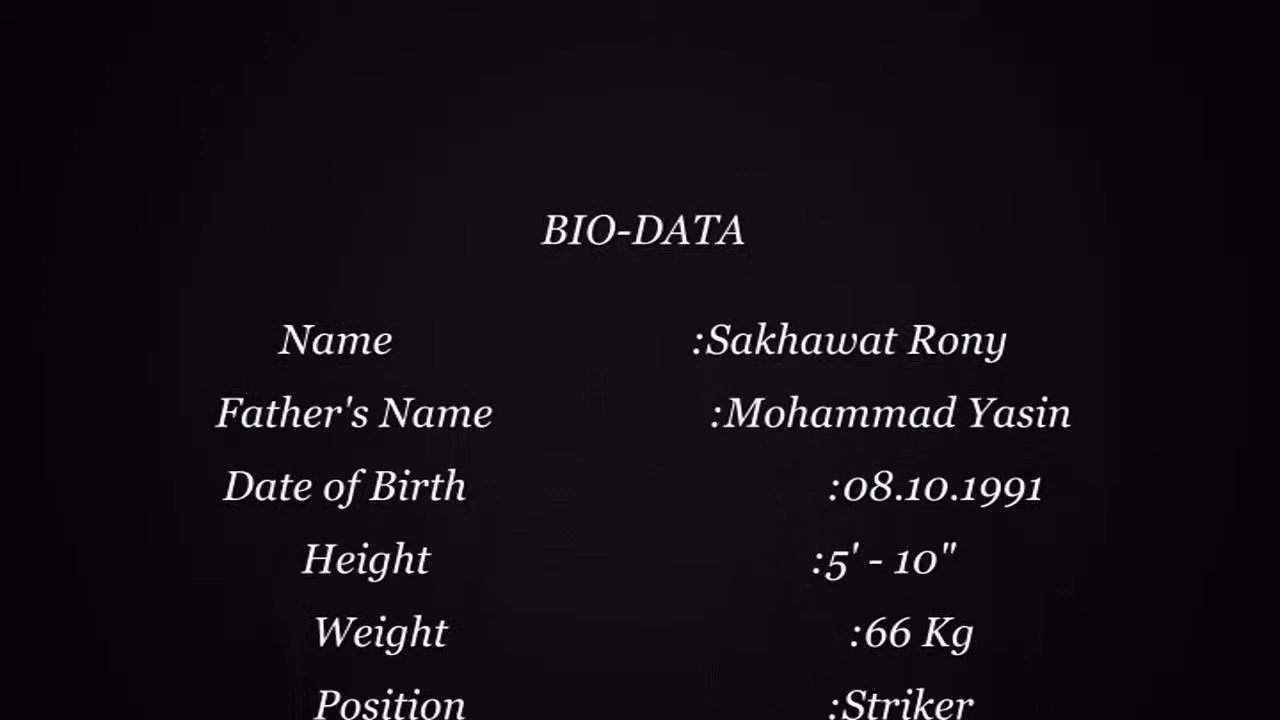 BIO-DATA
Name :Sakhawat Rony
Father's Name :Mohammad Yasin
Date of Birth :08.10.1991
Height :5' - 10"
Weight :66 Kg
Position :Striker